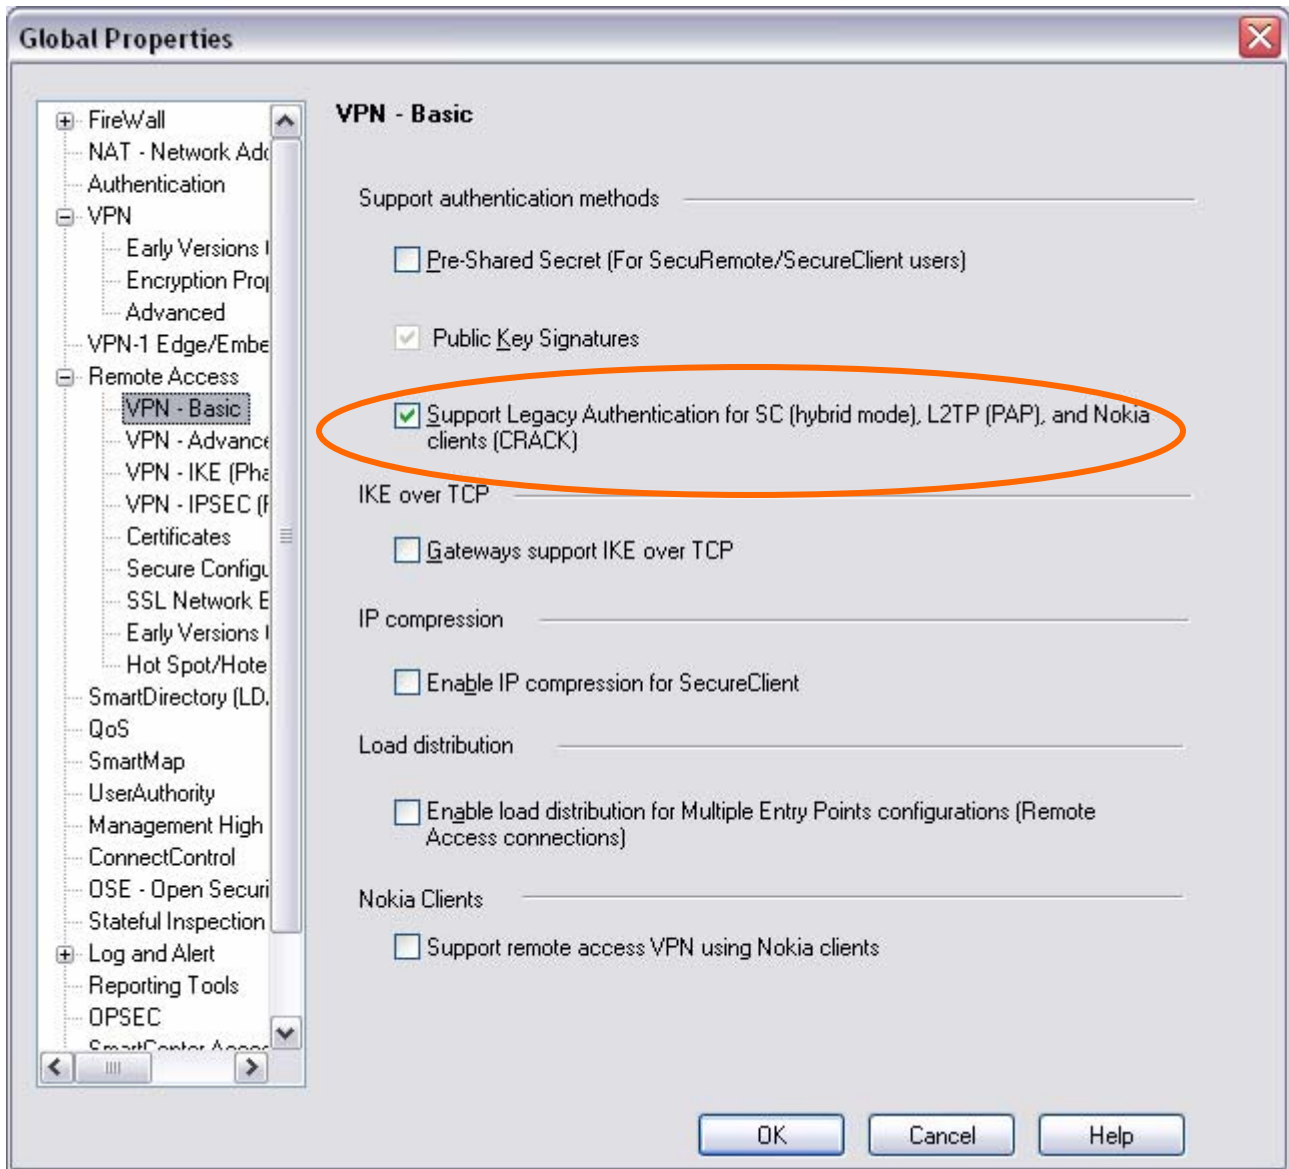 Global Properties
FireWall
NAT - Network Add
Authentication
VPN
Early Versions
Encryption Prop
Advanced
VPN-1 Edge/Embe
Remote Access
VPN - Basic
VPN - Advance
VPN - IKE (Pha
VPN - IPSEC (F
Certificates
Secure Configu
SSL Network E
Early Versions
Hot Spot/Hote
SmartDirectory (LD
QoS
SmartMap
UserAuthority
Management High
ConnectControl
OSE - Open Securi
Stateful Inspection
Log and Alert
Reporting Tools
OPSEC
SmartCenter Acces
VPN - Basic
Support authentication methods
Pre-Shared Secret (For SecuRemote/SecureClient users)
Public Key Signatures
Support Legacy Authentication for SC (hybrid mode), L2TP (PAP), and Nokia
clients (CRACK)
IKE over TCP
Gateways support IKE over TCP
IP compression
Enable IP compression for SecureClient
Load distribution
Enable load distribution for Multiple Entry Points configurations (Remote
Access connections)
Nokia Clients
Support remote access VPN using Nokia clients
OK
Cancel
Help